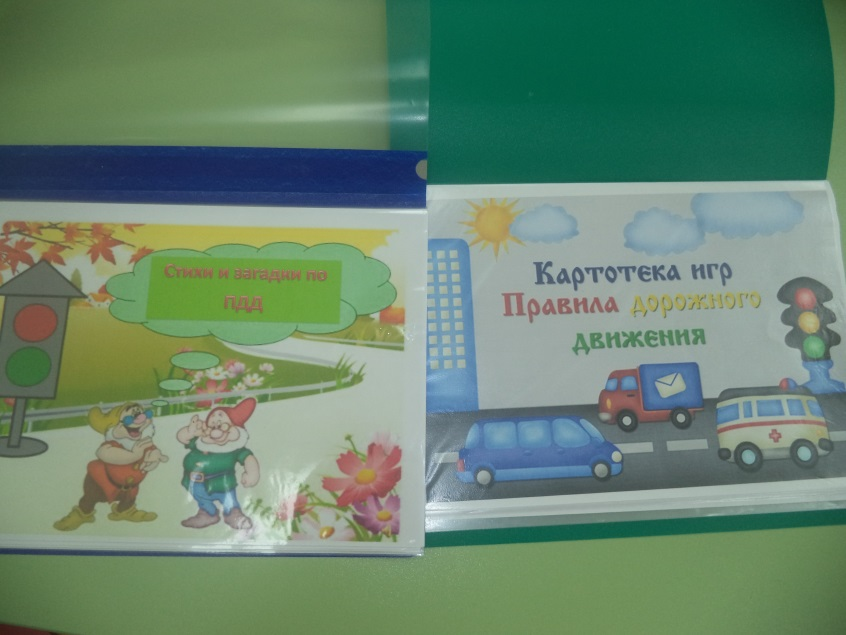 Стихи и загадки по
ПДД
Картотека игр
Правила дорожного
движения